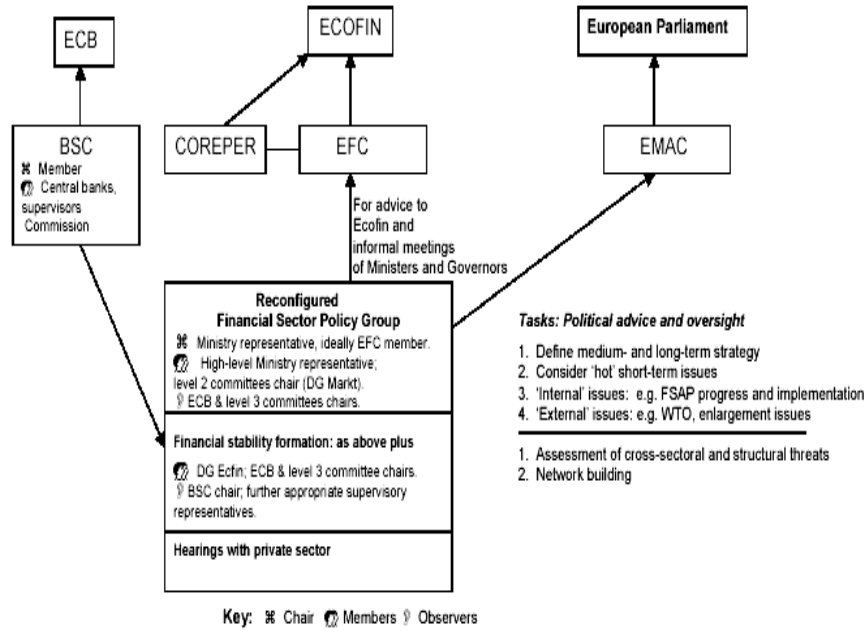 ECB
ECOFIN
European Parliament
BSC
⌘ Member
Central banks,
supervisors
Commission
COREPER
EFC
EMAC
For advice to
Ecofin and
informal meetings
of Ministers and Governors
Reconfigured
Financial Sector Policy Group
⌘ Ministry representative, ideally EFC member.
High-level Ministry representative;
level 2 committees chair (DG Markt).
ECB & level 3 committees chairs.
Financial stability formation: as above plus
DG Ecfin; ECB & level 3 committee chairs.
BSC chair; further appropriate supervisory
representatives.
Hearings with private sector
Tasks: Political advice and oversight
1. Define medium- and long-term strategy
2. Consider ‘hot’ short-term issues
3. ‘Internal’ issues: e.g. FSAP progress and implementation
4. ‘External’ issues: e.g. WTO, enlargement issues
1. Assessment of cross-sectoral and structural threats
2. Network building
Key: ⌘ Chair Members Observers